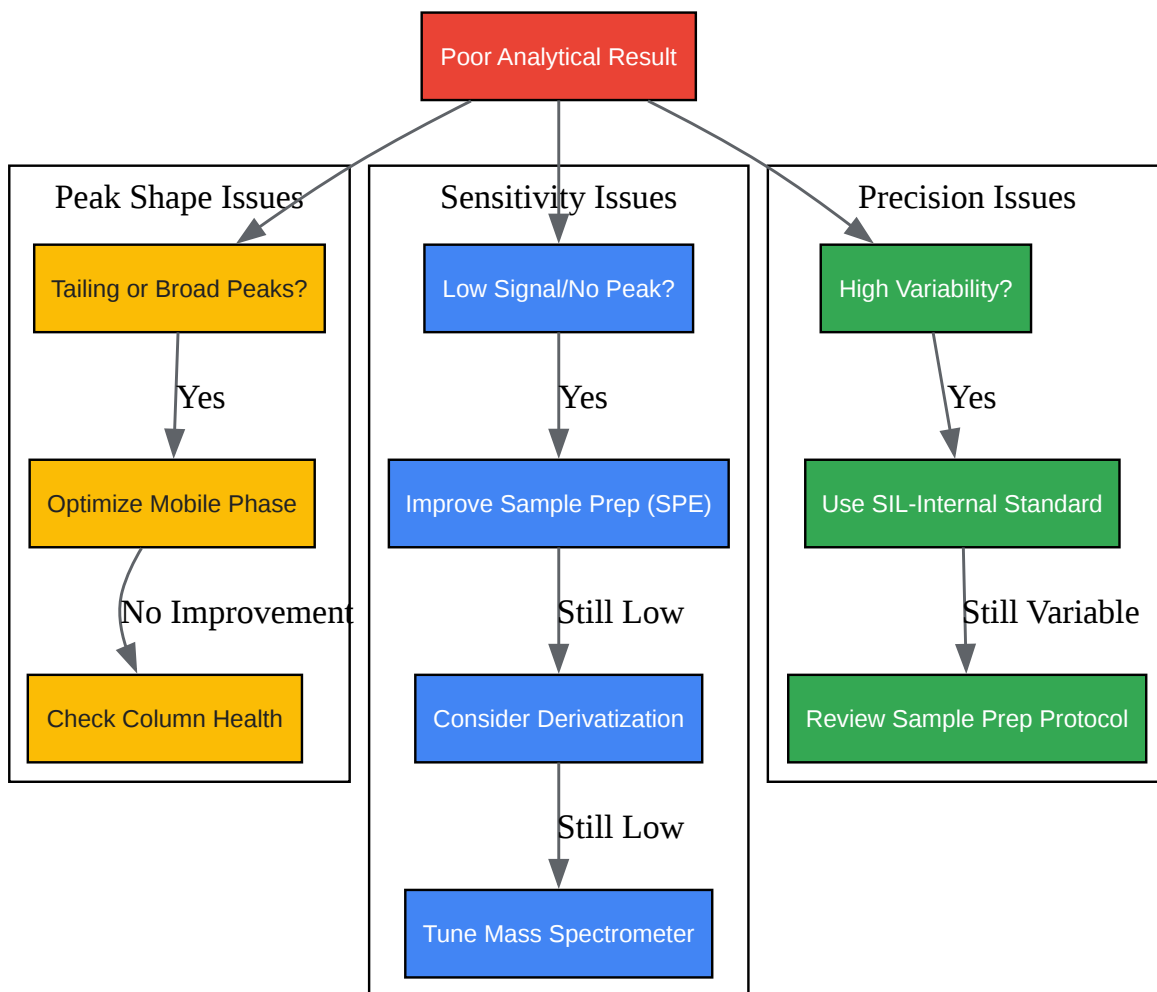 Poor Analytical Result
Peak Shape Issues
Tailing or Broad Peaks?
Yes
Optimize Mobile Phase
No Improvement
Check Column Health
Sensitivity Issues
Low Signal/No Peak?
Yes
Improve Sample Prep (SPE)
Still Low
Consider Derivatization
Still Low
Tune Mass Spectrometer
Precision Issues
High Variability?
Yes
Use SIL-Internal Standard
Still Variable
Review Sample Prep Protocol